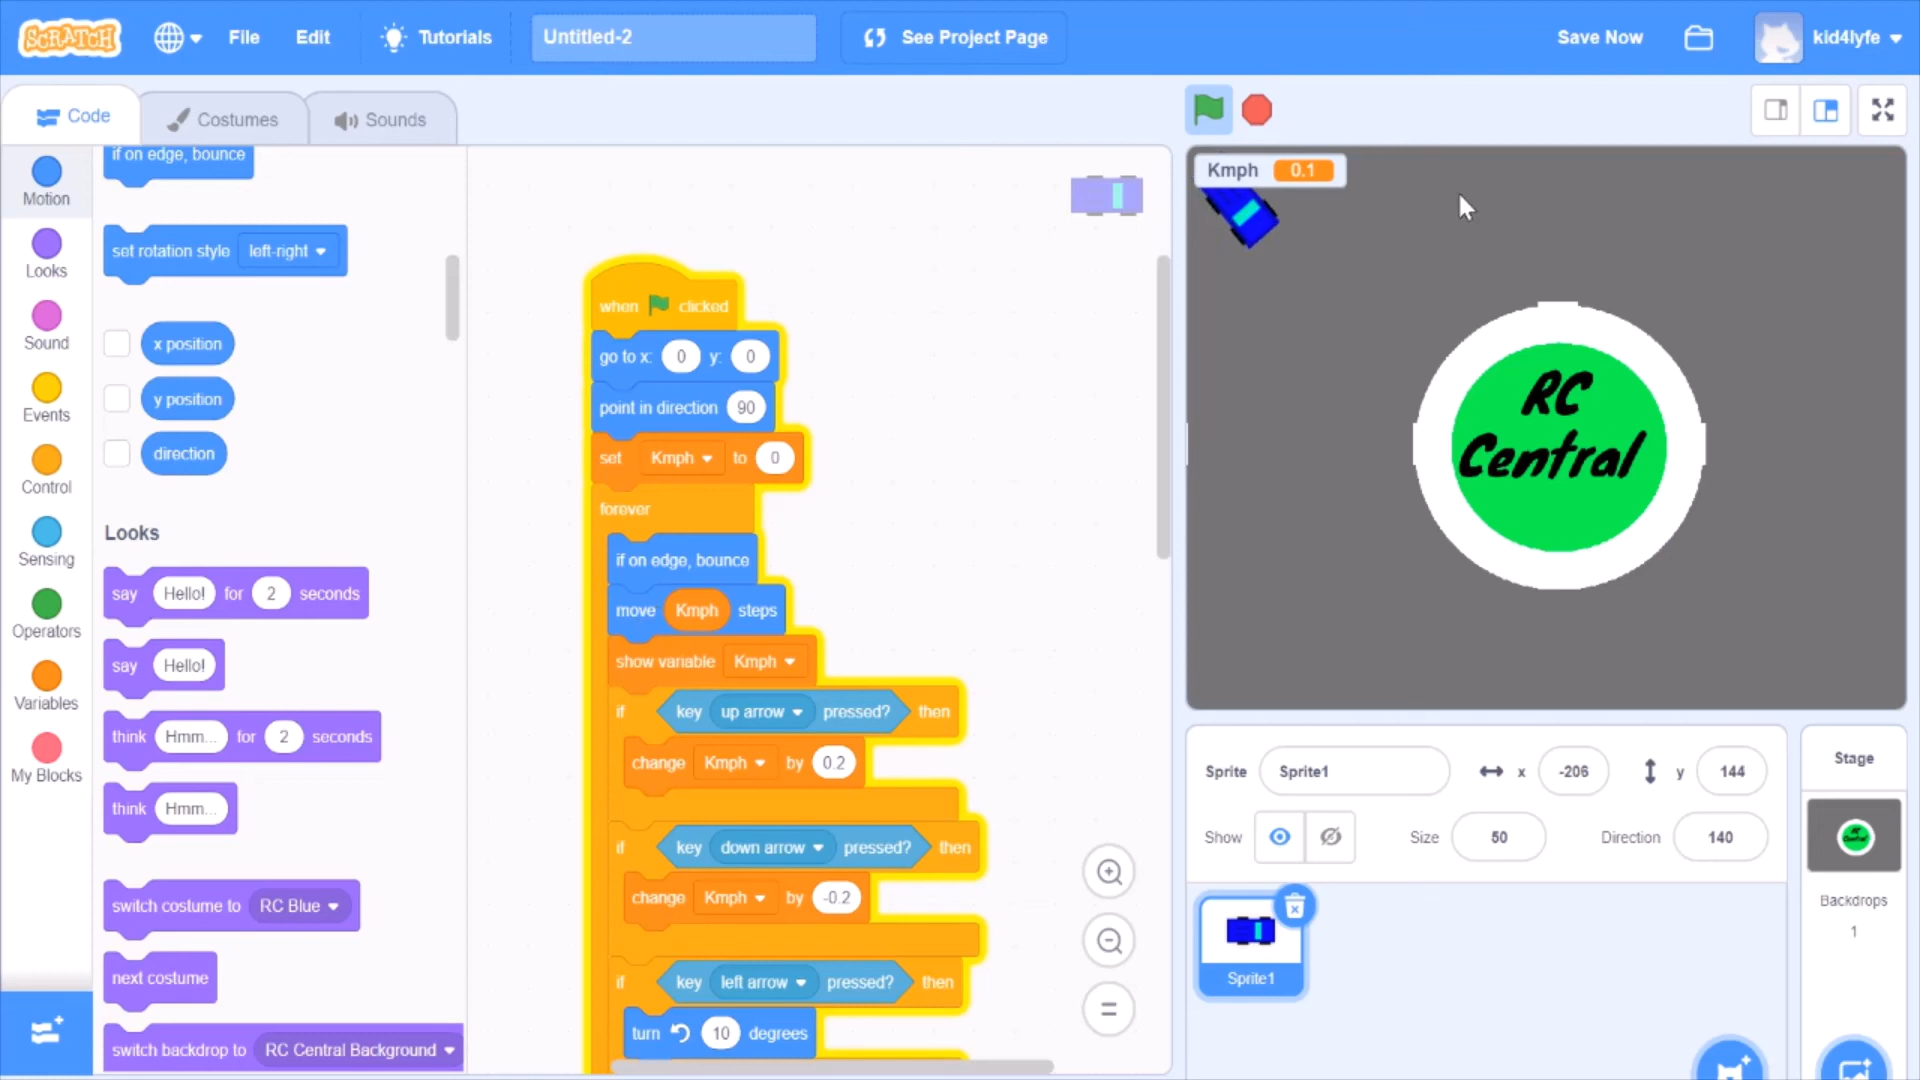 SCRATCH File Edit Tutorials Untitled-2 See Project Page Save Now kid4lyfe
Code Costumes Sounds
Motion
Looks
Sound
Events
Control
Sensing
Operators
Variables
My Blocks
if on edge, bounce
set rotation style left-right
x position
y position
direction
Looks
say Hello! for 2 seconds
say Hello!
think Hmm... for 2 seconds
think Hmm...
switch costume to RC Blue
next costume
switch backdrop to RC Central Background
when clicked
go to x: 0 y: 0
point in direction 90
set Kmph to 0
forever
if on edge, bounce
move Kmph steps
show variable Kmph
if key up arrow pressed? then
change Kmph by 0.2
if key down arrow pressed? then
change Kmph by -0.2
if key left arrow pressed? then
turn 10 degrees
Kmph 0.1
RC
Central
Sprite Sprite1 x -206 y 144
Show Size 50 Direction 140
Sprite1
Stage
Backdrops
1